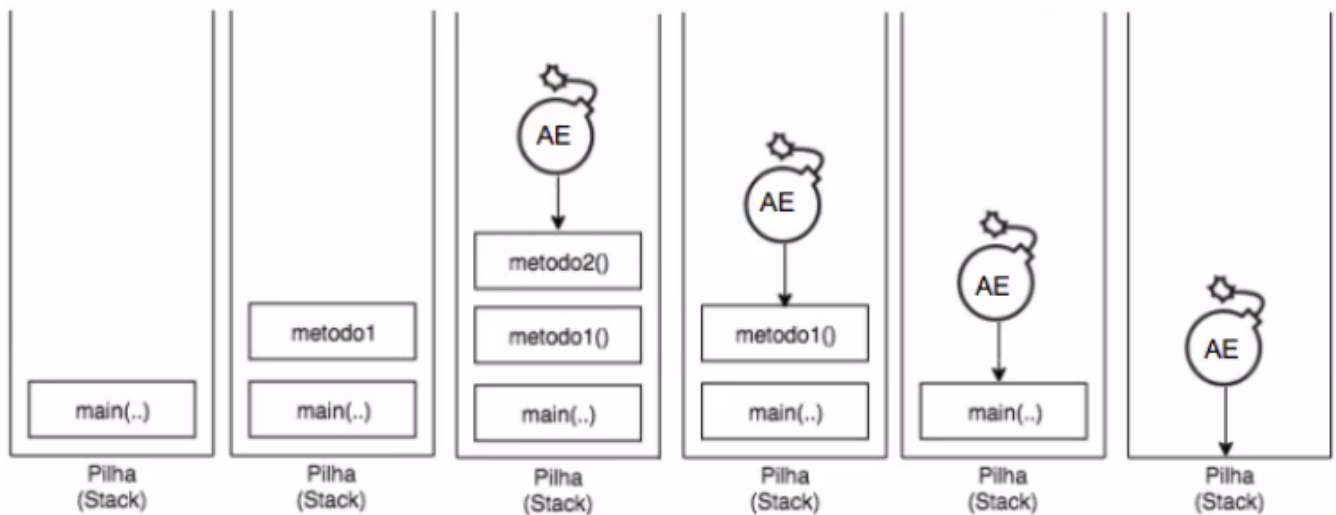 main(..)
Pilha
(Stack)
metodo1
main(..)
Pilha
(Stack)
AE
metodo2()
metodo1()
main(..)
Pilha
(Stack)
AE
metodo1()
main(..)
Pilha
(Stack)
AE
main(..)
Pilha
(Stack)
AE
Pilha
(Stack)